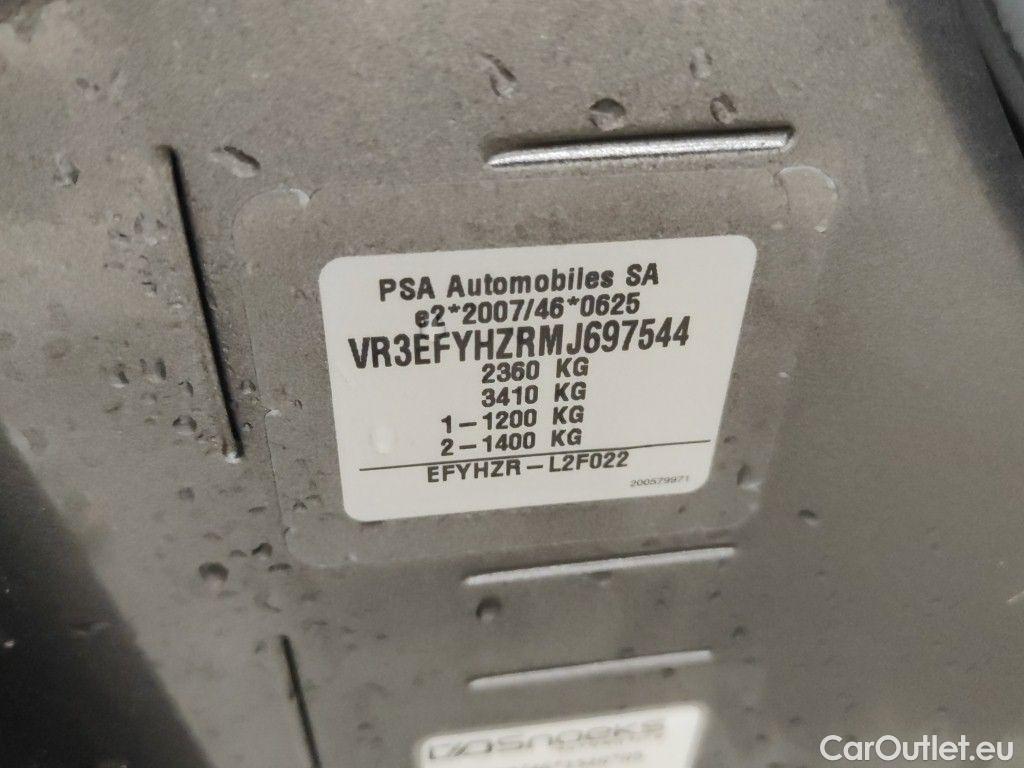 PSA Automobiles SA
e2*2007/46*0625
VR3EFYHZRMJ697544
2360 KG
3410 KG
1-1200 KG
2-1400 KG
EFYHZR-L2F022
200579971
snooks
CarOutlet.eu